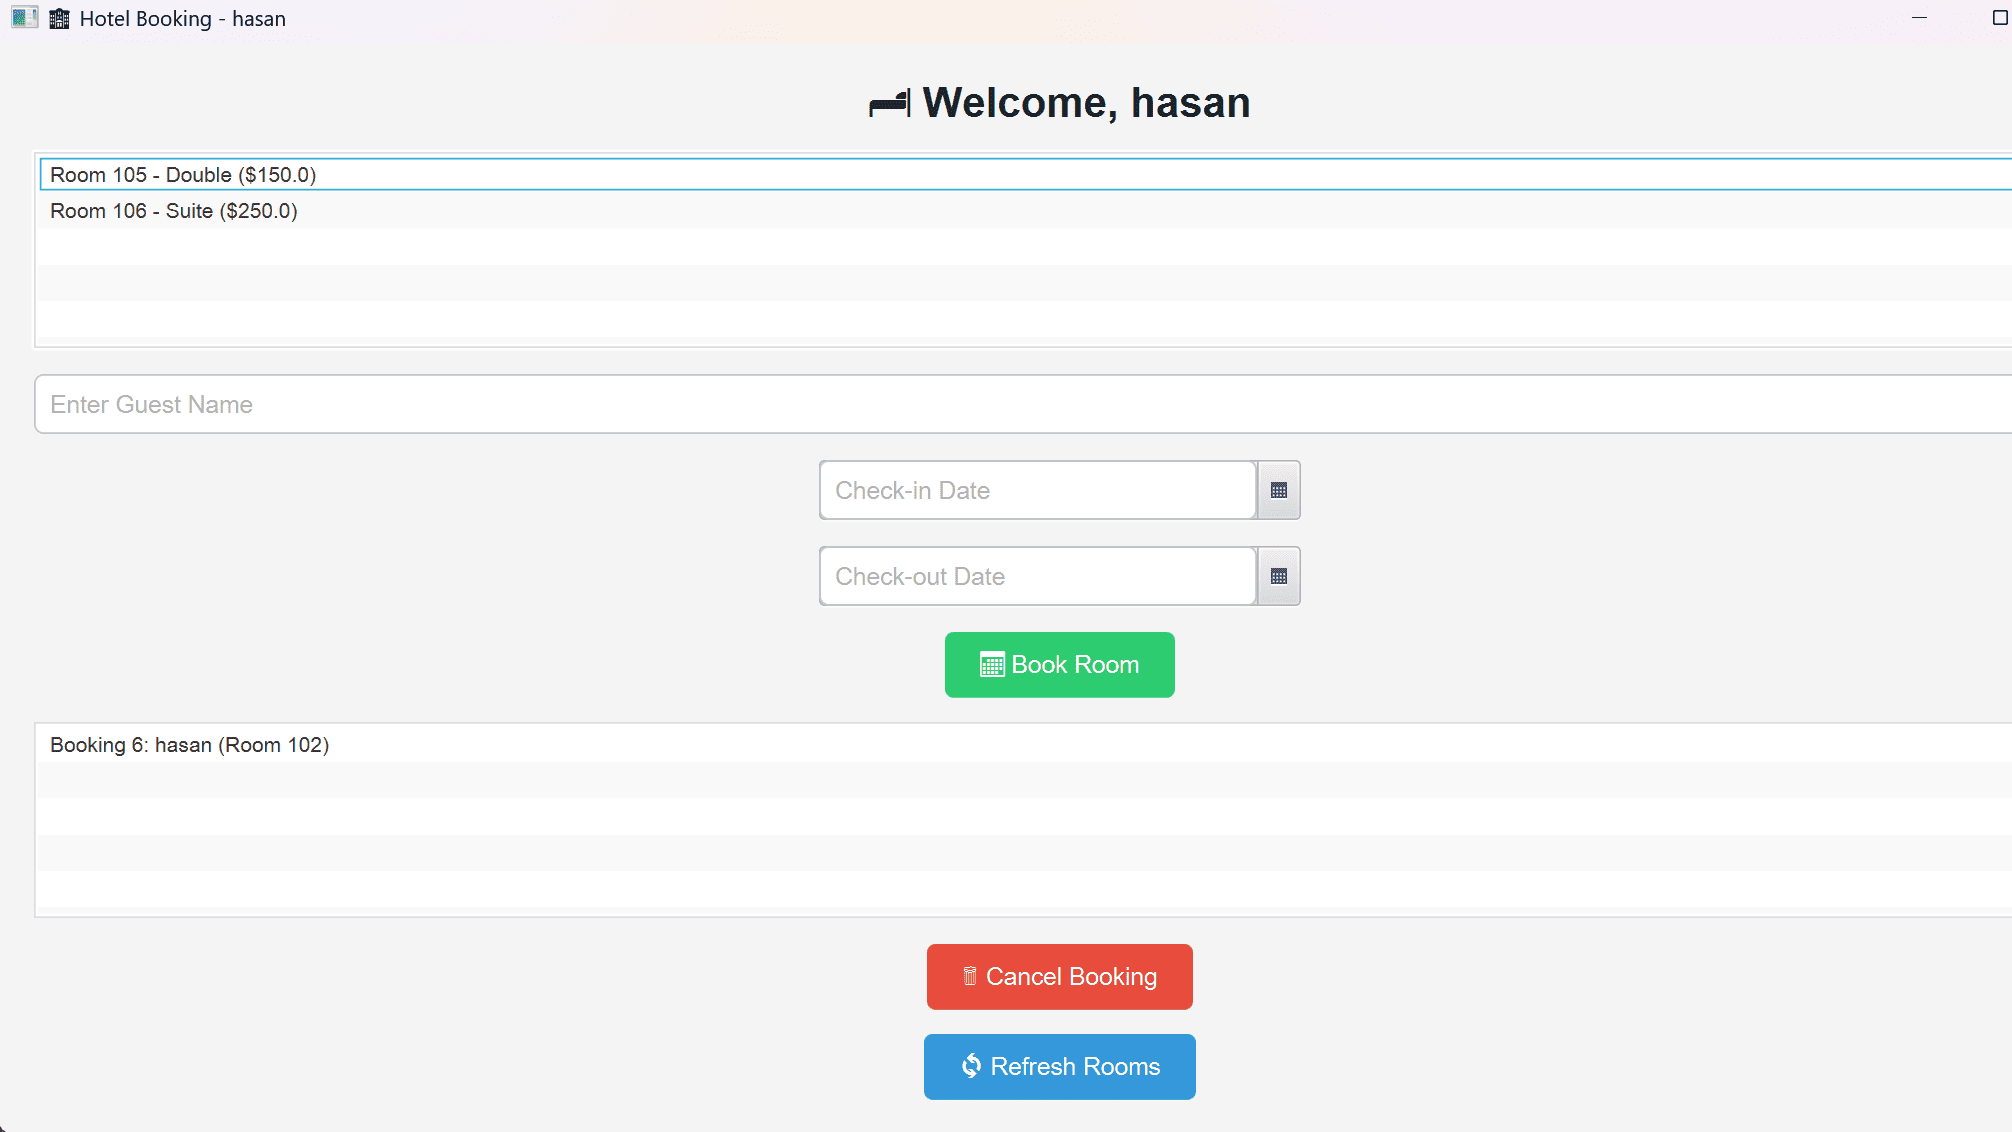 Hotel Booking - hasan
Welcome, hasan
Room 105 - Double ($150.0)
Room 106 - Suite ($250.0)
Enter Guest Name
Check-in Date
Check-out Date
Book Room
Booking 6: hasan (Room 102)
Cancel Booking
Refresh Rooms